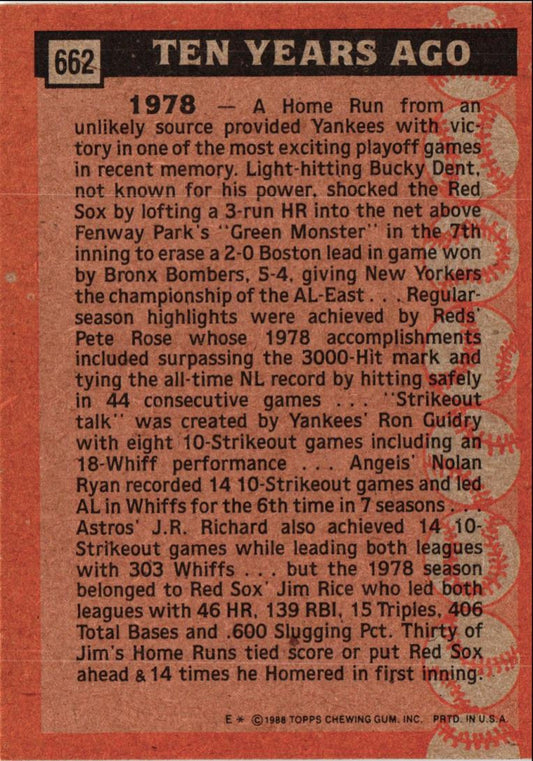 662
TEN YEARS AGO
1978 — A Home Run from an
unlikely source provided Yankees with vic-
tory in one of the most exciting playoff games
in recent memory. Light-hitting Bucky Dent,
not known for his power, shocked the Red
Sox by lofting a 3-run HR into the net above
Fenway Park's "Green Monster" in the 7th
inning to erase a 2-0 Boston lead in game won
by Bronx Bombers, 5-4, giving New Yorkers
the championship of the AL-East . . . Regular-
season highlights were achieved by Reds'
Pete Rose whose 1978 accomplishments
included surpassing the 3000-Hit mark and
tying the all-time NL record by hitting safely
in 44 consecutive games . . . "Strikeout
talk" was created by Yankees' Ron Guidry
with eight 10-Strikeout games including an
18-Whiff performance . . . Angels' Nolan
Ryan recorded 14 10-Strikeout games and led
AL in Whiffs for the 6th time in 7 seasons . . .
Astros' J.R. Richard also achieved 14 10-
Strikeout games while leading both leagues
with 303 Whiffs . . . but the 1978 season
belonged to Red Sox' Jim Rice who led both
leagues with 46 HR, 139 RBI, 15 Triples, 406
Total Bases and .600 Slugging Pct. Thirty of
Jim's Home Runs tied score or put Red Sox
ahead & 14 times he Homered in first inning.
E * ©1988 TOPPS CHEWING GUM, INC. PRTD. IN U.S.A.